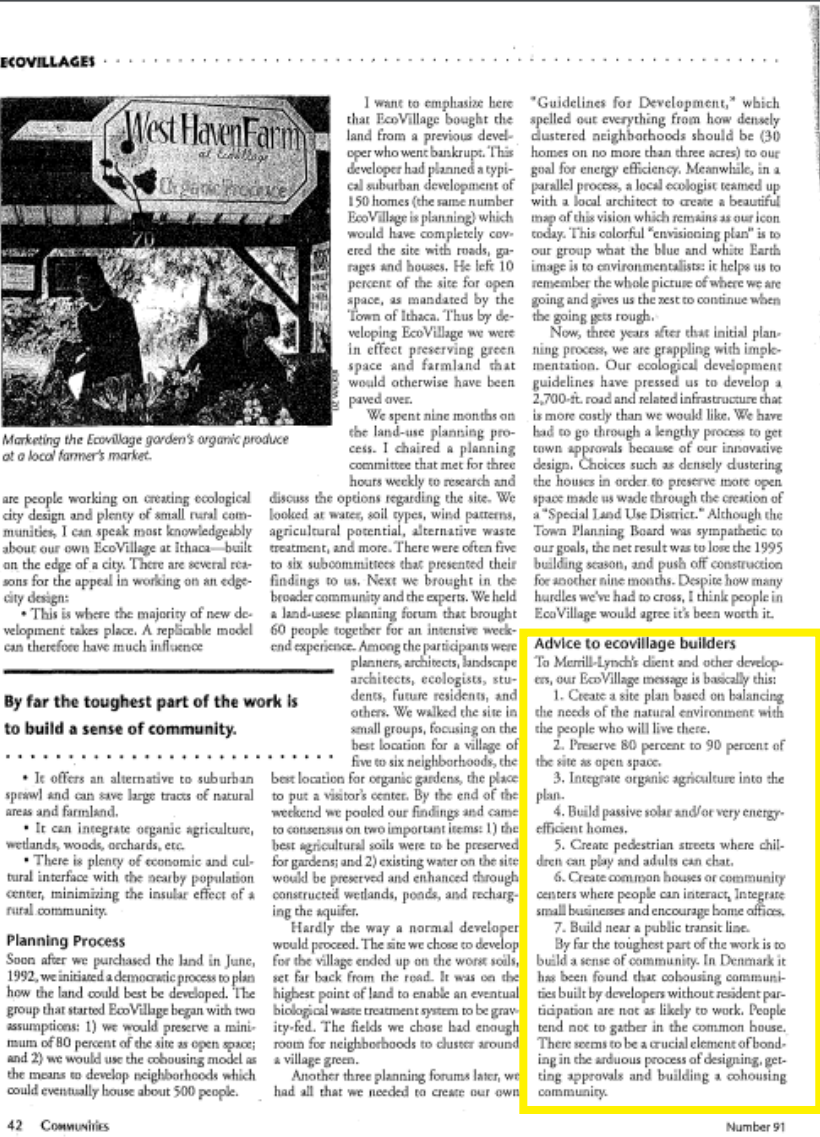 ECOVILLAGES
West Haven Farm
at EcoVillage
Organic Produce
LIZ WALKER
Marketing the Ecovillage garden's organic produce
at a local farmer's market.
are people working on creating ecological
city design and plenty of small rural com-
munities, I can speak most knowledgeably
about our own EcoVillage at Ithaca—built
on the edge of a city. There are several rea-
sons for the appeal in working on an edge-
city design:
• This is where the majority of new de-
velopment takes place. A replicable model
can therefore have much influence
By far the toughest part of the work is
to build a sense of community.
• It offers an alternative to suburban
sprawl and can save large tracts of natural
areas and farmland.
• It can integrate organic agriculture,
wetlands, woods, orchards, etc.
• There is plenty of economic and cul-
tural interface with the nearby population
center, minimizing the insular effect of a
rural community.
Planning Process
Soon after we purchased the land in June,
1992, we initiated a democratic process to plan
how the land could best be developed. The
group that started EcoVillage began with two
assumptions: 1) we would preserve a mini-
mum of 80 percent of the site as open space;
and 2) we would use the cohousing model as
the means to develop neighborhoods which
could eventually house about 500 people.
I want to emphasize here
that EcoVillage bought the
land from a previous devel-
oper who went bankrupt. This
developer had planned a typi-
cal suburban development of
150 homes (the same number
EcoVillage is planning) which
would have completely cov-
ered the site with roads, ga-
rages and houses. He left 10
percent of the site for open
space, as mandated by the
Town of Ithaca. Thus by de-
veloping EcoVillage we were
in effect preserving green
space and farmland that
would otherwise have been
paved over.
We spent nine months on
the land-use planning pro-
cess. I chaired a planning
committee that met for three
hours weekly to research and
discuss the options regarding the site. We
looked at water, soil types, wind patterns,
agricultural potential, alternative waste
treatment, and more. There were often five
to six subcommittees that presented their
findings to us. Next we brought in the
broader community and the experts. We held
a land-usese planning forum that brought
60 people together for an intensive week-
end experience. Among the participants were
planners, architects, landscape
architects, ecologists, stu-
dents, future residents, and
others. We walked the site in
small groups, focusing on the
best location for a village of
five to six neighborhoods, the
best location for organic gardens, the place
to put a visitor's center. By the end of the
weekend we pooled our findings and came
to consensus on two important items: 1) the
best agricultural soils were to be preserved
for gardens; and 2) existing water on the site
would be preserved and enhanced through
constructed wetlands, ponds, and recharg-
ing the aquifer.
Hardly the way a normal developer
would proceed. The site we chose to develop
for the village ended up on the worst soils,
set far back from the road. It was on the
highest point of land to enable an eventual
biological waste treatment system to be grav-
ity-fed. The fields we chose had enough
room for neighborhoods to cluster around
a village green.
Another three planning forums later, we
had all that we needed to create our own
"Guidelines for Development," which
spelled out everything from how densely
clustered neighborhoods should be (30
homes on no more than three acres) to our
goal for energy efficiency. Meanwhile, in a
parallel process, a local ecologist teamed up
with a local architect to create a beautiful
map of this vision which remains as our icon
today. This colorful "envisioning plan" is to
our group what the blue and white Earth
image is to environmentalists: it helps us to
remember the whole picture of where we are
going and gives us the zest to continue when
the going gets rough.
Now, three years after that initial plan-
ning process, we are grappling with imple-
mentation. Our ecological development
guidelines have pressed us to develop a
2,700-ft. road and related infrastructure that
is more costly than we would like. We have
had to go through a lengthy process to get
town approvals because of our innovative
design. Choices such as densely clustering
the houses in order to preserve more open
space made us wade through the creation of
a "Special Land Use District." Although the
Town Planning Board was sympathetic to
our goals, the net result was to lose the 1995
building season, and push off construction
for another nine months. Despite how many
hurdles we've had to cross, I think people in
EcoVillage would agree it's been worth it.
Advice to ecovillage builders
To Merrill-Lynch's client and other develop-
ers, our EcoVillage message is basically this:
1. Create a site plan based on balancing
the needs of the natural environment with
the people who will live there.
2. Preserve 80 percent to 90 percent of
the site as open space.
3. Integrate organic agriculture into the
plan.
4. Build passive solar and/or very energy-
efficient homes.
5. Create pedestrian streets where chil-
dren can play and adults can chat.
6. Create common houses or community
centers where people can interact, Integrate
small businesses and encourage home offices.
7. Build near a public transit line.
By far the toughest part of the work is to
build a sense of community. In Denmark it
has been found that cohousing communi-
ties built by developers without resident par-
ticipation are not as likely to work. People
tend not to gather in the common house.
There seems to be a crucial element of bond-
ing in the arduous process of designing, get-
ting approvals and building a cohousing
community.
42 COMMUNITIES
Number 91